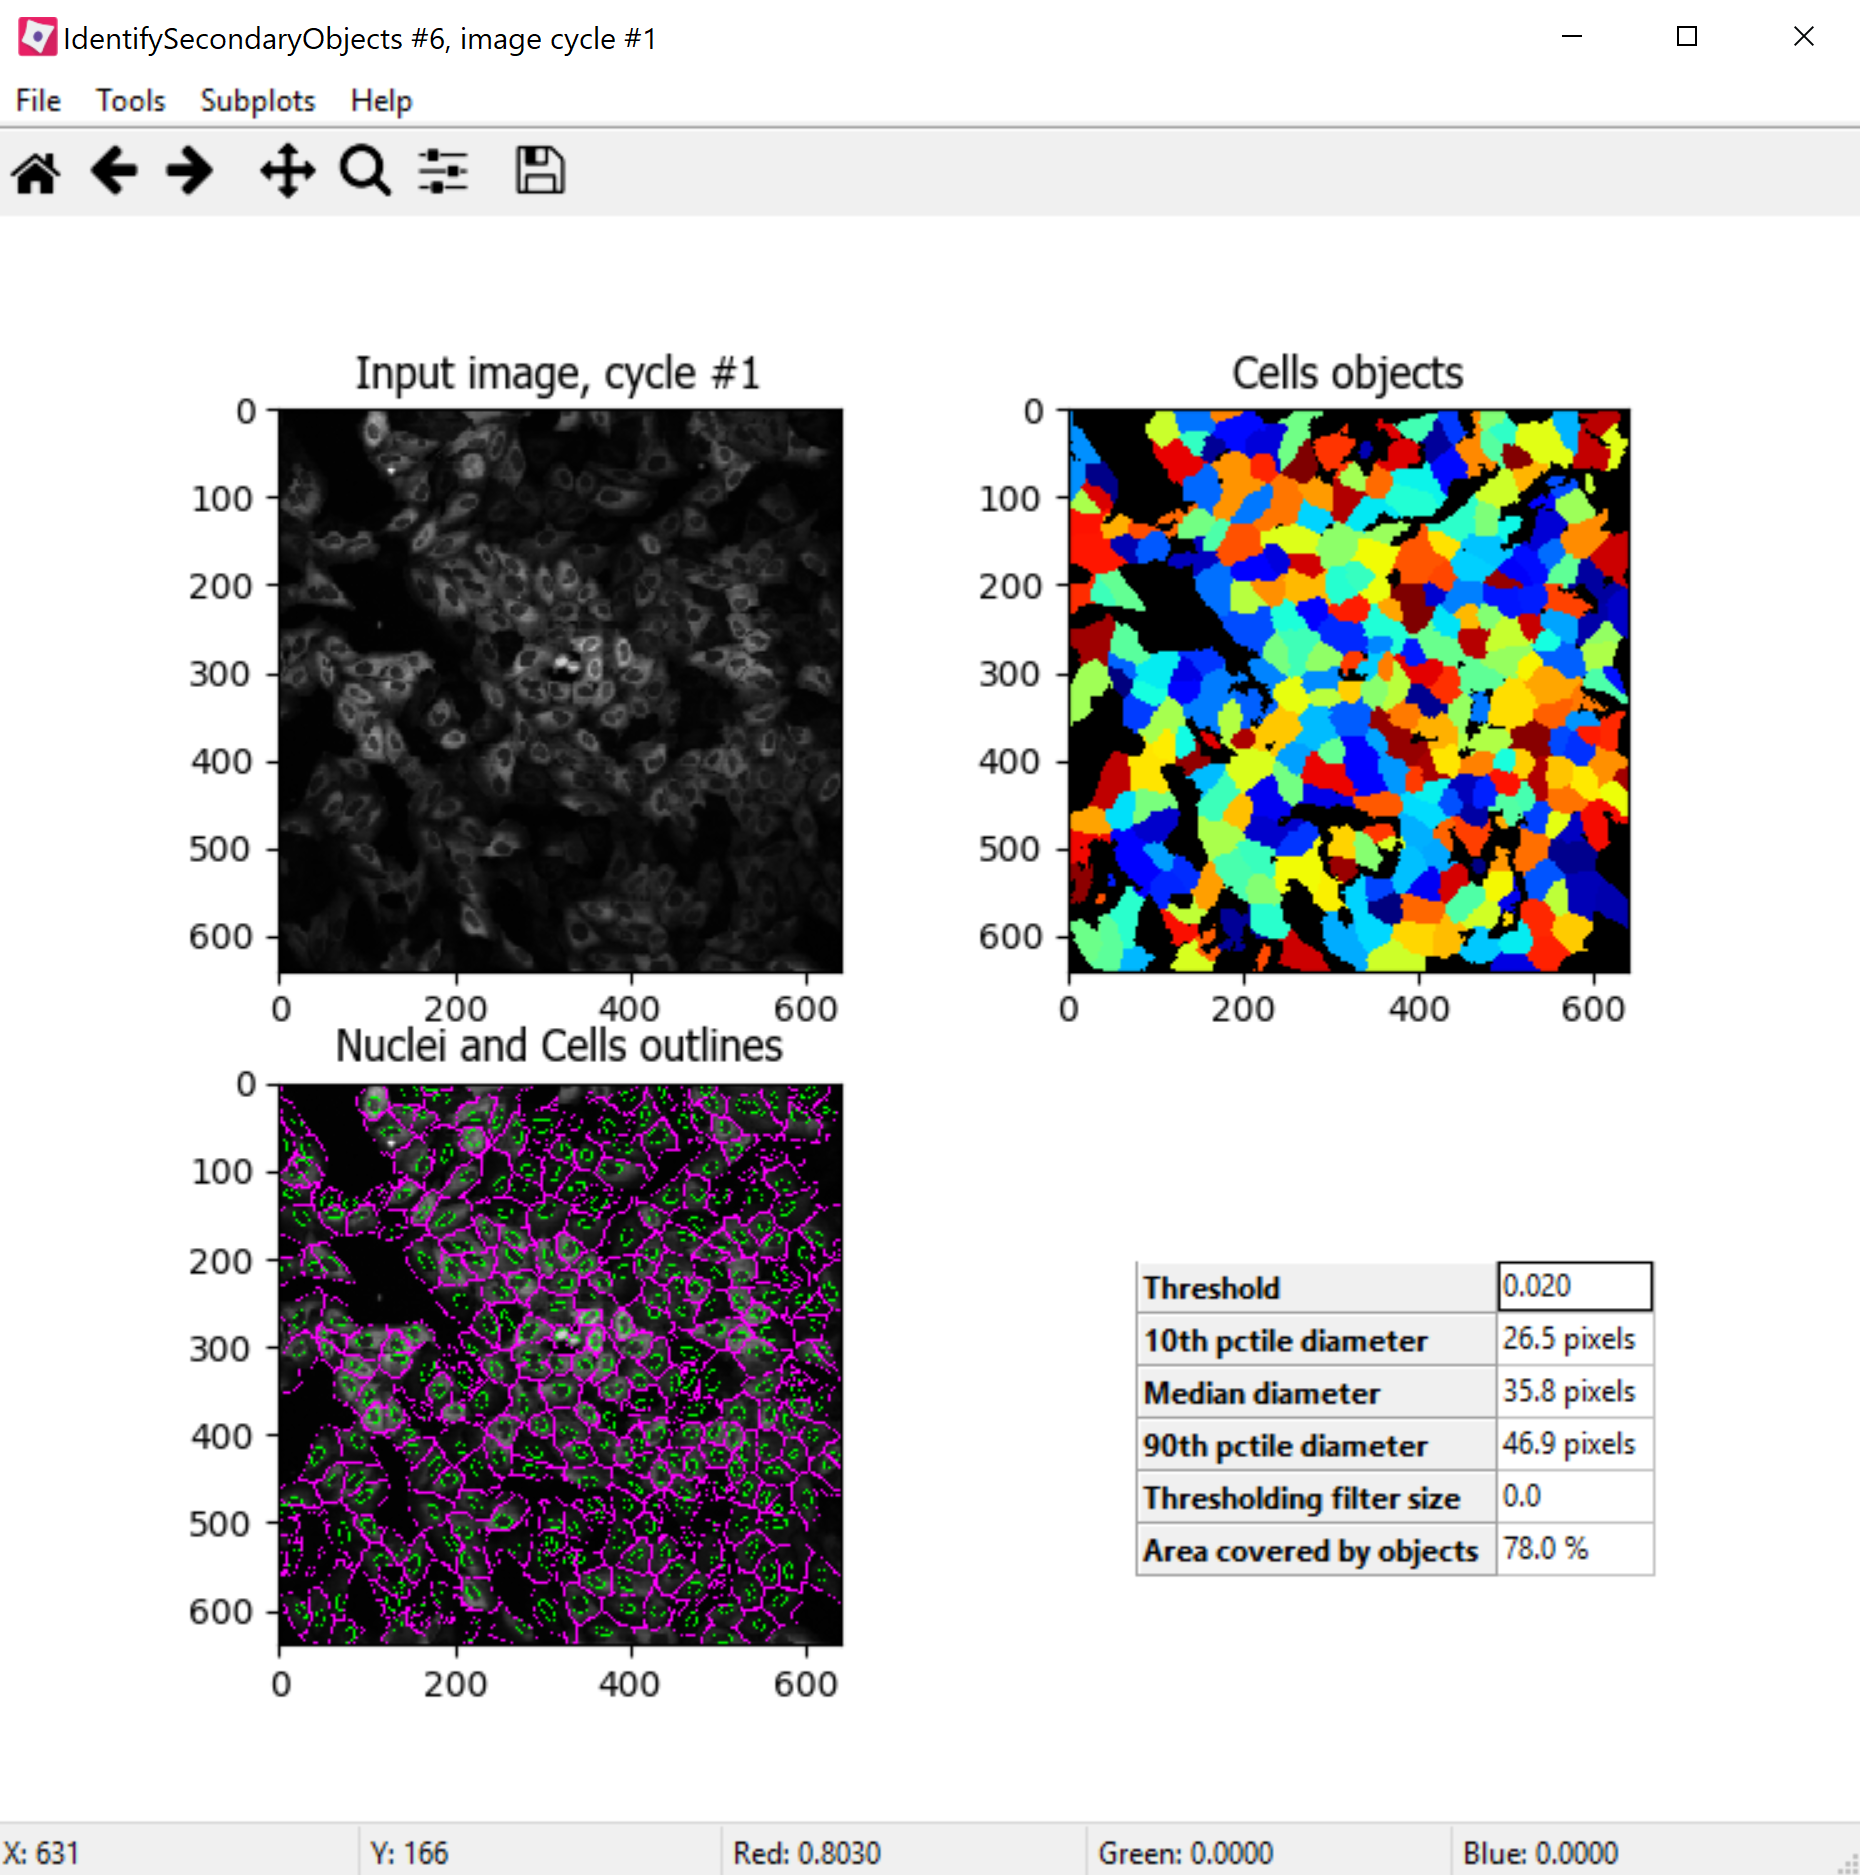 IdentifySecondaryObjects #6, image cycle #1
File Tools Subplots Help
Input image, cycle #1
0
100
200
300
400
500
600
0 200 400 600
Cells objects
0
100
200
300
400
500
600
0 200 400 600
Nuclei and Cells outlines
0
100
200
300
400
500
600
0 200 400 600
Threshold 0.020
10th pctile diameter 26.5 pixels
Median diameter 35.8 pixels
90th pctile diameter 46.9 pixels
Thresholding filter size 0.0
Area covered by objects 78.0 %
X: 631 Y: 166 Red: 0.8030 Green: 0.0000 Blue: 0.0000